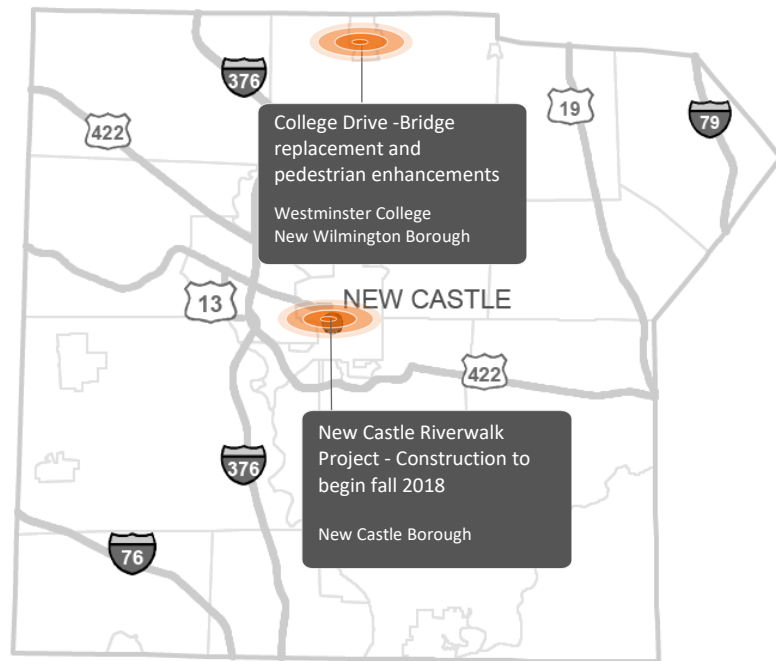 376
422
19
79
College Drive -Bridge
replacement and
pedestrian enhancements
Westminster College
New Wilmington Borough
13
NEW CASTLE
422
New Castle Riverwalk
Project - Construction to
begin fall 2018
New Castle Borough
376
76